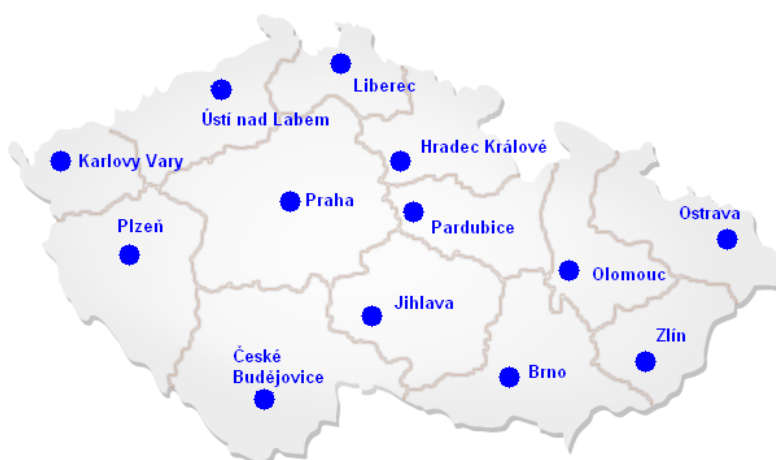 Liberec
Ústí nad Labem
Hradec Králové
Karlovy Vary
Praha
Ostrava
Plzeň
Pardubice
Olomouc
Jihlava
Zlín
České
Budějovice
Brno